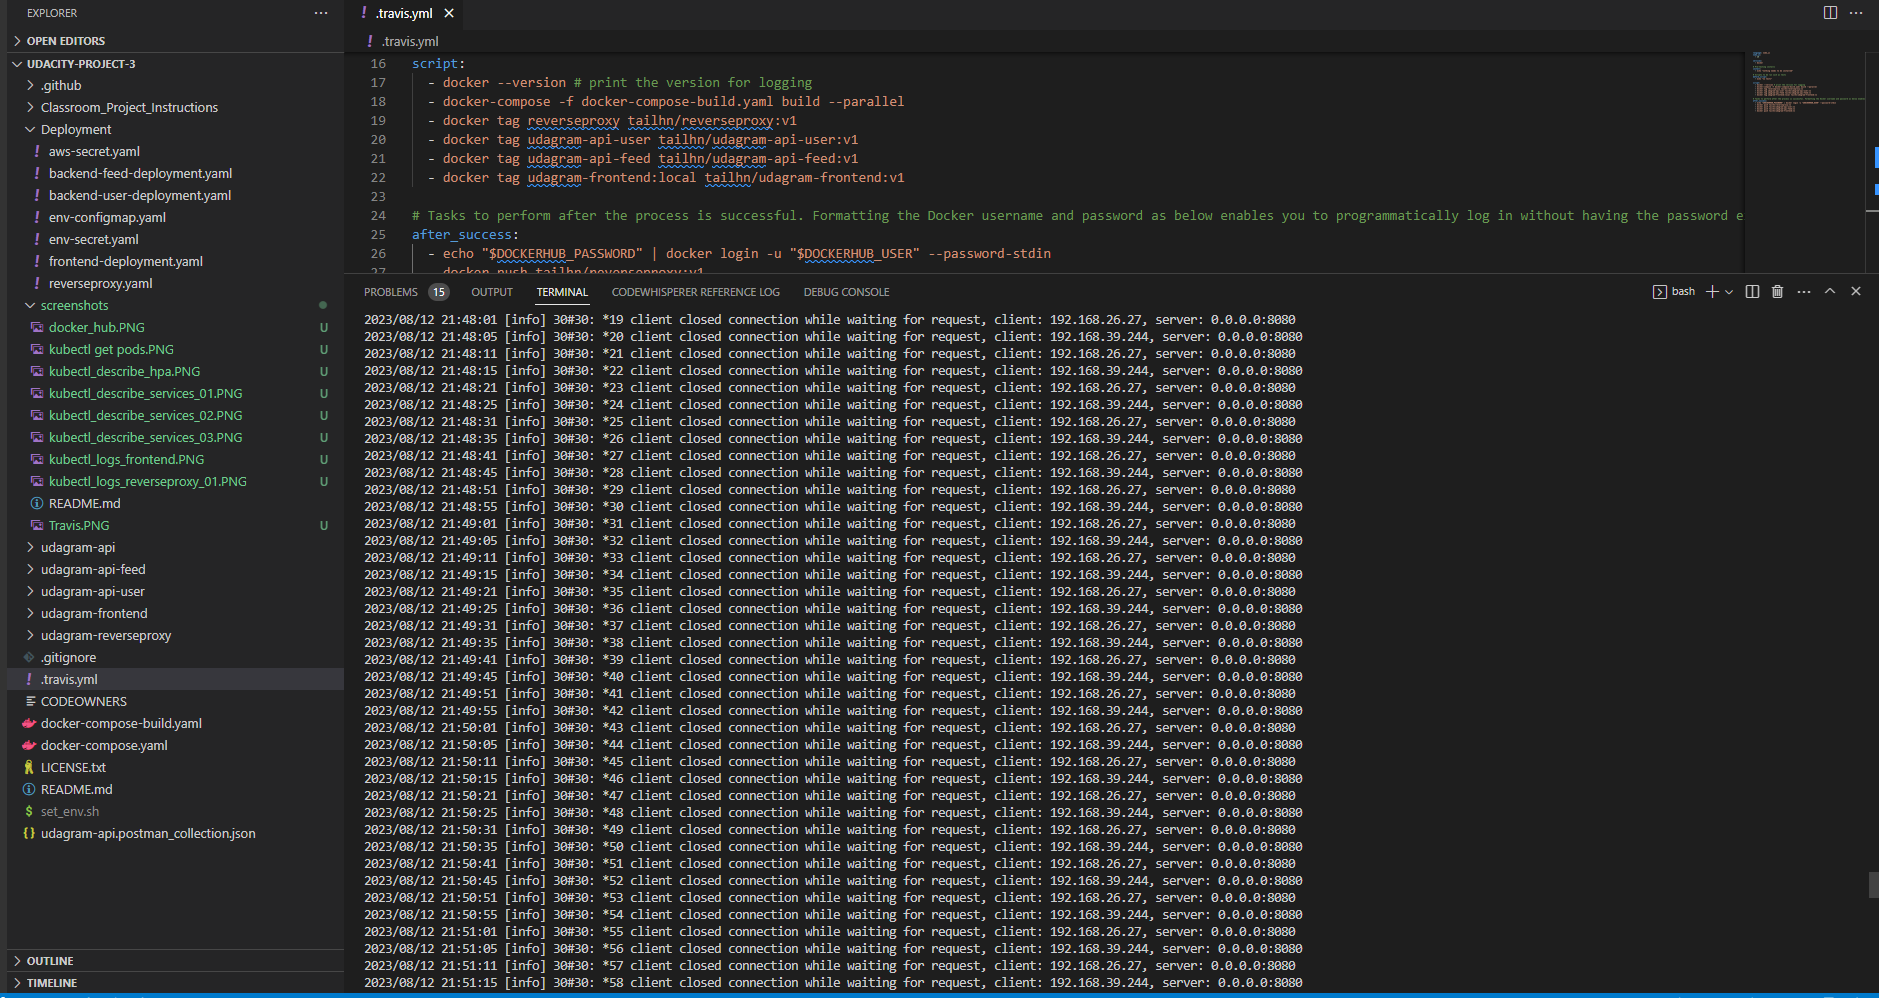 EXPLORER
OPEN EDITORS
UDACITY-PROJECT-3
.github
Classroom_Project_Instructions
Deployment
! aws-secret.yaml
! backend-feed-deployment.yaml
! backend-user-deployment.yaml
! env-configmap.yaml
! env-secret.yaml
! frontend-deployment.yaml
! reverseproxy.yaml
screenshots
docker_hub.PNG U
kubectl get pods.PNG U
kubectl_describe_hpa.PNG U
kubectl_describe_services_01.PNG U
kubectl_describe_services_02.PNG U
kubectl_describe_services_03.PNG U
kubectl_logs_frontend.PNG U
kubectl_logs_reverseproxy_01.PNG U
README.md
Travis.PNG U
udagram-api
udagram-api-feed
udagram-api-user
udagram-frontend
udagram-reverseproxy
.gitignore
! .travis.yml
CODEOWNERS
docker-compose-build.yaml
docker-compose.yaml
LICENSE.txt
README.md
$ set_env.sh
{} udagram-api.postman_collection.json
OUTLINE
TIMELINE
! .travis.yml
! .travis.yml
16 script:
17 - docker --version # print the version for logging
18 - docker-compose -f docker-compose-build.yaml build --parallel
19 - docker tag reverseproxy tailhn/reverseproxy:v1
20 - docker tag udagram-api-user tailhn/udagram-api-user:v1
21 - docker tag udagram-api-feed tailhn/udagram-api-feed:v1
22 - docker tag udagram-frontend:local tailhn/udagram-frontend:v1
23
24 # Tasks to perform after the process is successful. Formatting the Docker username and password as below enables you to programmatically log in without having the password e
25 after_success:
26 - echo "$DOCKERHUB_PASSWORD" | docker login -u "$DOCKERHUB_USER" --password-stdin
27 - docker push tailhn/reverseproxy:v1
PROBLEMS 15 OUTPUT TERMINAL CODEWHISPERER REFERENCE LOG DEBUG CONSOLE bash
2023/08/12 21:48:01 [info] 30#30: *19 client closed connection while waiting for request, client: 192.168.26.27, server: 0.0.0.0:8080
2023/08/12 21:48:05 [info] 30#30: *20 client closed connection while waiting for request, client: 192.168.39.244, server: 0.0.0.0:8080
2023/08/12 21:48:11 [info] 30#30: *21 client closed connection while waiting for request, client: 192.168.26.27, server: 0.0.0.0:8080
2023/08/12 21:48:15 [info] 30#30: *22 client closed connection while waiting for request, client: 192.168.39.244, server: 0.0.0.0:8080
2023/08/12 21:48:21 [info] 30#30: *23 client closed connection while waiting for request, client: 192.168.26.27, server: 0.0.0.0:8080
2023/08/12 21:48:25 [info] 30#30: *24 client closed connection while waiting for request, client: 192.168.39.244, server: 0.0.0.0:8080
2023/08/12 21:48:31 [info] 30#30: *25 client closed connection while waiting for request, client: 192.168.26.27, server: 0.0.0.0:8080
2023/08/12 21:48:35 [info] 30#30: *26 client closed connection while waiting for request, client: 192.168.39.244, server: 0.0.0.0:8080
2023/08/12 21:48:41 [info] 30#30: *27 client closed connection while waiting for request, client: 192.168.26.27, server: 0.0.0.0:8080
2023/08/12 21:48:45 [info] 30#30: *28 client closed connection while waiting for request, client: 192.168.39.244, server: 0.0.0.0:8080
2023/08/12 21:48:51 [info] 30#30: *29 client closed connection while waiting for request, client: 192.168.26.27, server: 0.0.0.0:8080
2023/08/12 21:48:55 [info] 30#30: *30 client closed connection while waiting for request, client: 192.168.39.244, server: 0.0.0.0:8080
2023/08/12 21:49:01 [info] 30#30: *31 client closed connection while waiting for request, client: 192.168.26.27, server: 0.0.0.0:8080
2023/08/12 21:49:05 [info] 30#30: *32 client closed connection while waiting for request, client: 192.168.39.244, server: 0.0.0.0:8080
2023/08/12 21:49:11 [info] 30#30: *33 client closed connection while waiting for request, client: 192.168.26.27, server: 0.0.0.0:8080
2023/08/12 21:49:15 [info] 30#30: *34 client closed connection while waiting for request, client: 192.168.39.244, server: 0.0.0.0:8080
2023/08/12 21:49:21 [info] 30#30: *35 client closed connection while waiting for request, client: 192.168.26.27, server: 0.0.0.0:8080
2023/08/12 21:49:25 [info] 30#30: *36 client closed connection while waiting for request, client: 192.168.39.244, server: 0.0.0.0:8080
2023/08/12 21:49:31 [info] 30#30: *37 client closed connection while waiting for request, client: 192.168.26.27, server: 0.0.0.0:8080
2023/08/12 21:49:35 [info] 30#30: *38 client closed connection while waiting for request, client: 192.168.39.244, server: 0.0.0.0:8080
2023/08/12 21:49:41 [info] 30#30: *39 client closed connection while waiting for request, client: 192.168.26.27, server: 0.0.0.0:8080
2023/08/12 21:49:45 [info] 30#30: *40 client closed connection while waiting for request, client: 192.168.39.244, server: 0.0.0.0:8080
2023/08/12 21:49:51 [info] 30#30: *41 client closed connection while waiting for request, client: 192.168.26.27, server: 0.0.0.0:8080
2023/08/12 21:49:55 [info] 30#30: *42 client closed connection while waiting for request, client: 192.168.39.244, server: 0.0.0.0:8080
2023/08/12 21:50:01 [info] 30#30: *43 client closed connection while waiting for request, client: 192.168.26.27, server: 0.0.0.0:8080
2023/08/12 21:50:05 [info] 30#30: *44 client closed connection while waiting for request, client: 192.168.39.244, server: 0.0.0.0:8080
2023/08/12 21:50:11 [info] 30#30: *45 client closed connection while waiting for request, client: 192.168.26.27, server: 0.0.0.0:8080
2023/08/12 21:50:15 [info] 30#30: *46 client closed connection while waiting for request, client: 192.168.39.244, server: 0.0.0.0:8080
2023/08/12 21:50:21 [info] 30#30: *47 client closed connection while waiting for request, client: 192.168.26.27, server: 0.0.0.0:8080
2023/08/12 21:50:25 [info] 30#30: *48 client closed connection while waiting for request, client: 192.168.39.244, server: 0.0.0.0:8080
2023/08/12 21:50:31 [info] 30#30: *49 client closed connection while waiting for request, client: 192.168.26.27, server: 0.0.0.0:8080
2023/08/12 21:50:35 [info] 30#30: *50 client closed connection while waiting for request, client: 192.168.39.244, server: 0.0.0.0:8080
2023/08/12 21:50:41 [info] 30#30: *51 client closed connection while waiting for request, client: 192.168.26.27, server: 0.0.0.0:8080
2023/08/12 21:50:45 [info] 30#30: *52 client closed connection while waiting for request, client: 192.168.39.244, server: 0.0.0.0:8080
2023/08/12 21:50:51 [info] 30#30: *53 client closed connection while waiting for request, client: 192.168.26.27, server: 0.0.0.0:8080
2023/08/12 21:50:55 [info] 30#30: *54 client closed connection while waiting for request, client: 192.168.39.244, server: 0.0.0.0:8080
2023/08/12 21:51:01 [info] 30#30: *55 client closed connection while waiting for request, client: 192.168.26.27, server: 0.0.0.0:8080
2023/08/12 21:51:05 [info] 30#30: *56 client closed connection while waiting for request, client: 192.168.39.244, server: 0.0.0.0:8080
2023/08/12 21:51:11 [info] 30#30: *57 client closed connection while waiting for request, client: 192.168.26.27, server: 0.0.0.0:8080
2023/08/12 21:51:15 [info] 30#30: *58 client closed connection while waiting for request, client: 192.168.39.244, server: 0.0.0.0:8080